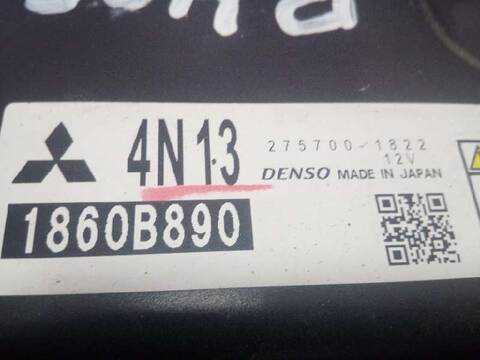 4N13
275700-1822
12V
DENSO MADE IN JAPAN
1860B890